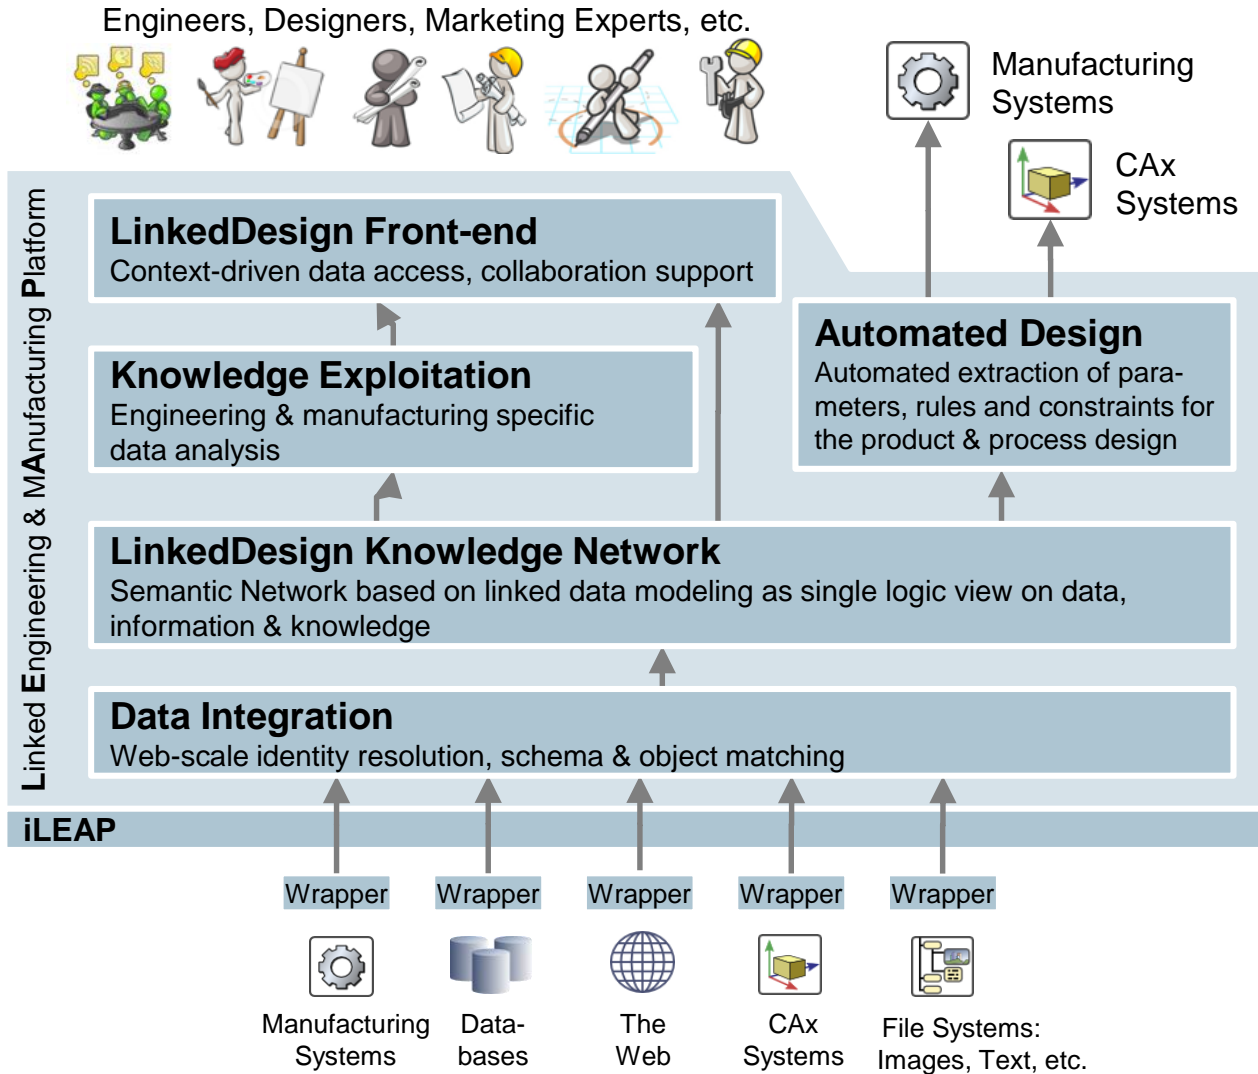 Engineers, Designers, Marketing Experts, etc.
Manufacturing
Systems
CAx
Systems
Linked Engineering & MAnufacturing Platform
LinkedDesign Front-end
Context-driven data access, collaboration support
Knowledge Exploitation
Engineering & manufacturing specific
data analysis
Automated Design
Automated extraction of para-
meters, rules and constraints for
the product & process design
LinkedDesign Knowledge Network
Semantic Network based on linked data modeling as single logic view on data,
information & knowledge
Data Integration
Web-scale identity resolution, schema & object matching
iLEAP
Wrapper
Wrapper
Wrapper
Wrapper
Wrapper
Manufacturing
Systems
Data-
bases
The
Web
CAx
Systems
File Systems:
Images, Text, etc.